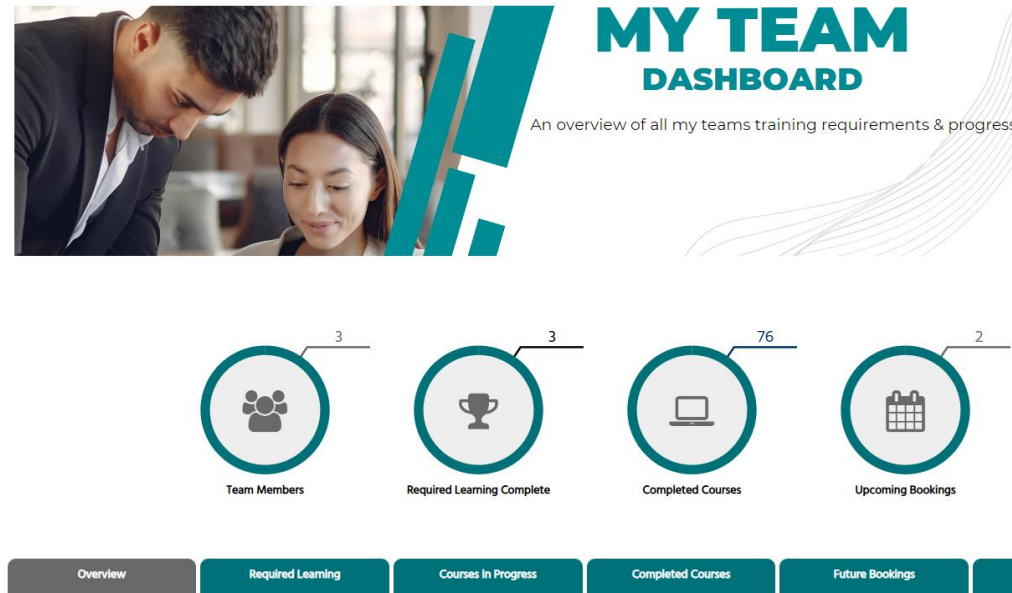 MY TEAM
DASHBOARD
An overview of all my teams training requirements & progress
3
3
76
2
Team Members
Required Learning Complete
Completed Courses
Upcoming Bookings
Overview
Required Learning
Courses in Progress
Completed Courses
Future Bookings